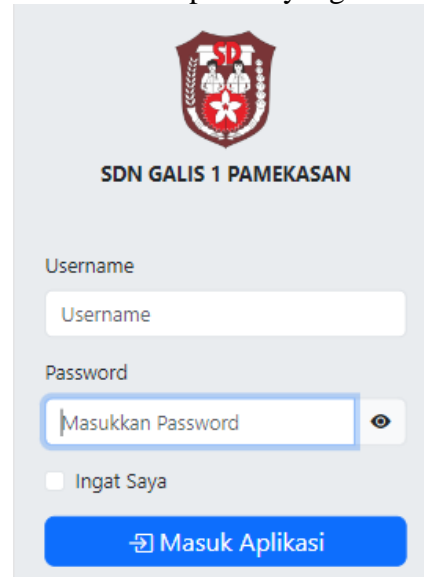 SD
SDN GALIS 1 PAMEKASAN
Username
Username
Password
Masukkan Password
Ingat Saya
Masuk Aplikasi